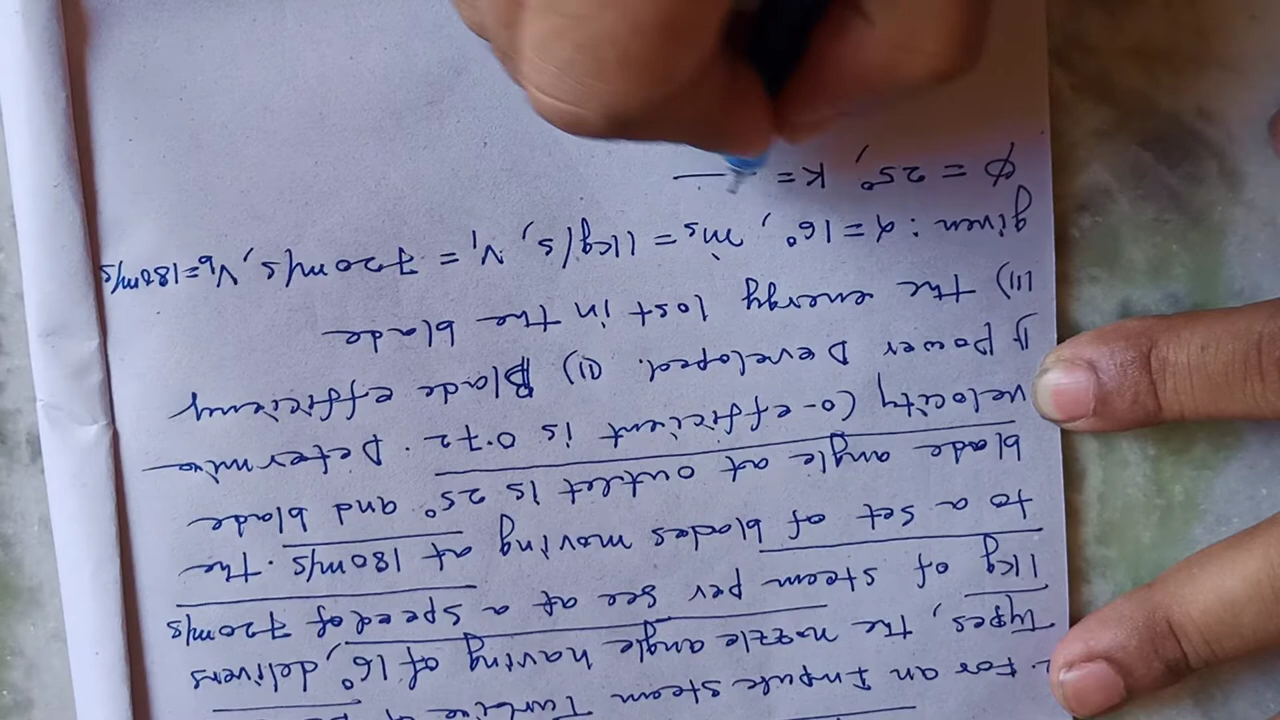 2. For an Impulse steam Turbine of
types, the nozzle angle having of 16°, delivers
1kg of steam per sec at a speed of 720m/s
to a set of blades moving at 180m/s. The
blade angle at outlet is 25° and blade
velocity Co-efficient is 0.72. Determine
I) power Developed. (II) Blade efficiency
(III) the energy lost in the blade
given: α=16°, ṁs=1kg/s, V1=720m/s, Vb=180m/s
φ=25°, K=